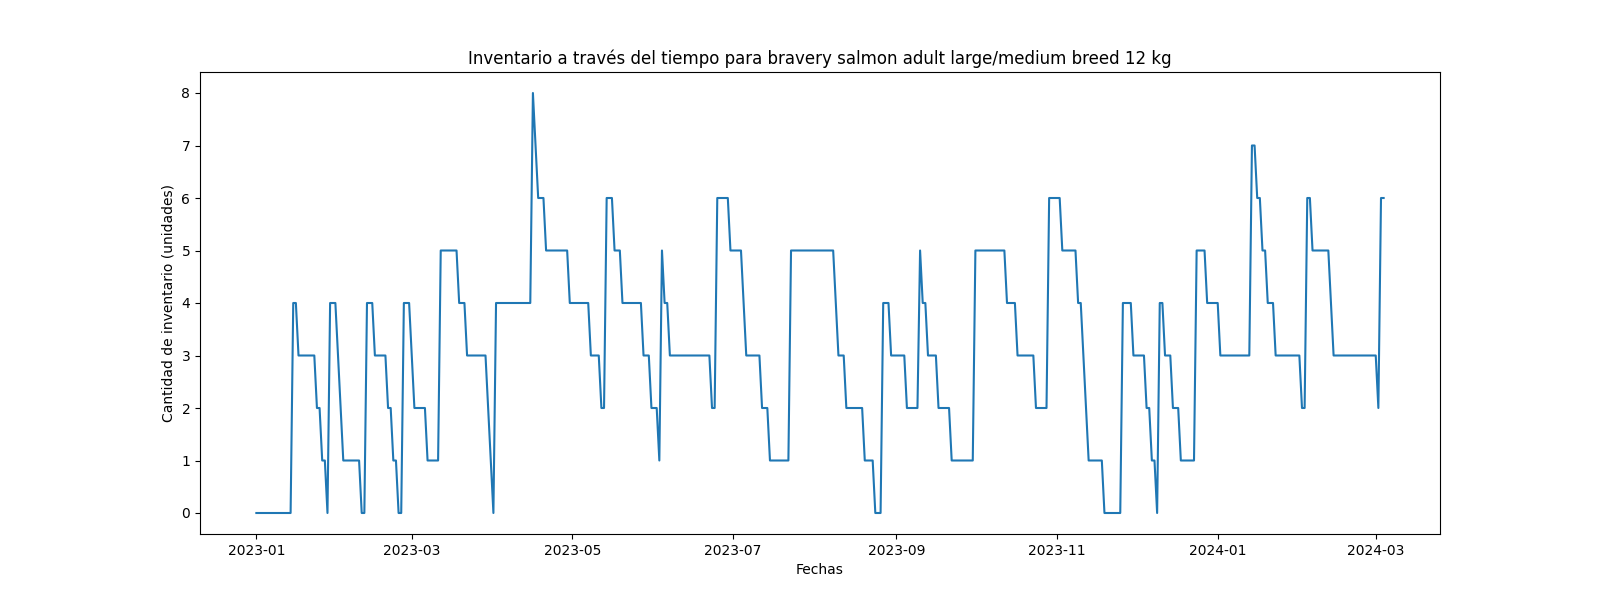 Inventario a través del tiempo para bravery salmon adult large/medium breed 12 kg
Cantidad de inventario (unidades)
8
7
6
5
4
3
2
1
0
2023-01 2023-03 2023-05 2023-07 2023-09 2023-11 2024-01 2024-03
Fechas